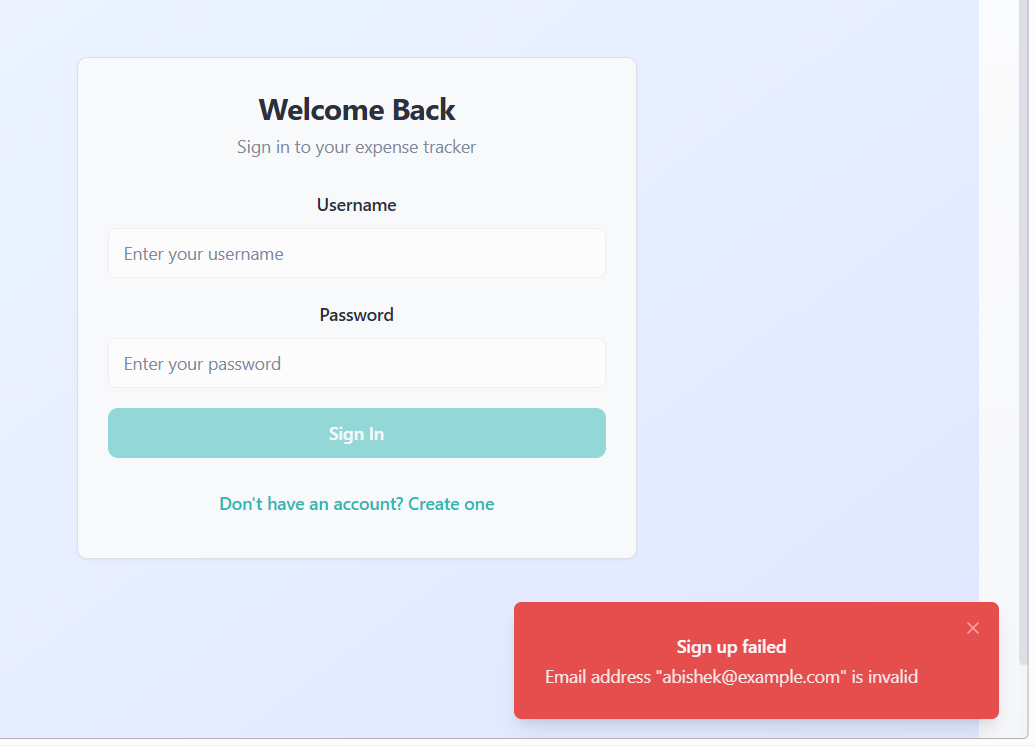 Welcome Back
Sign in to your expense tracker
Username
Enter your username
Password
Enter your password
Sign In
Don't have an account? Create one
Sign up failed
Email address "abishek@example.com" is invalid